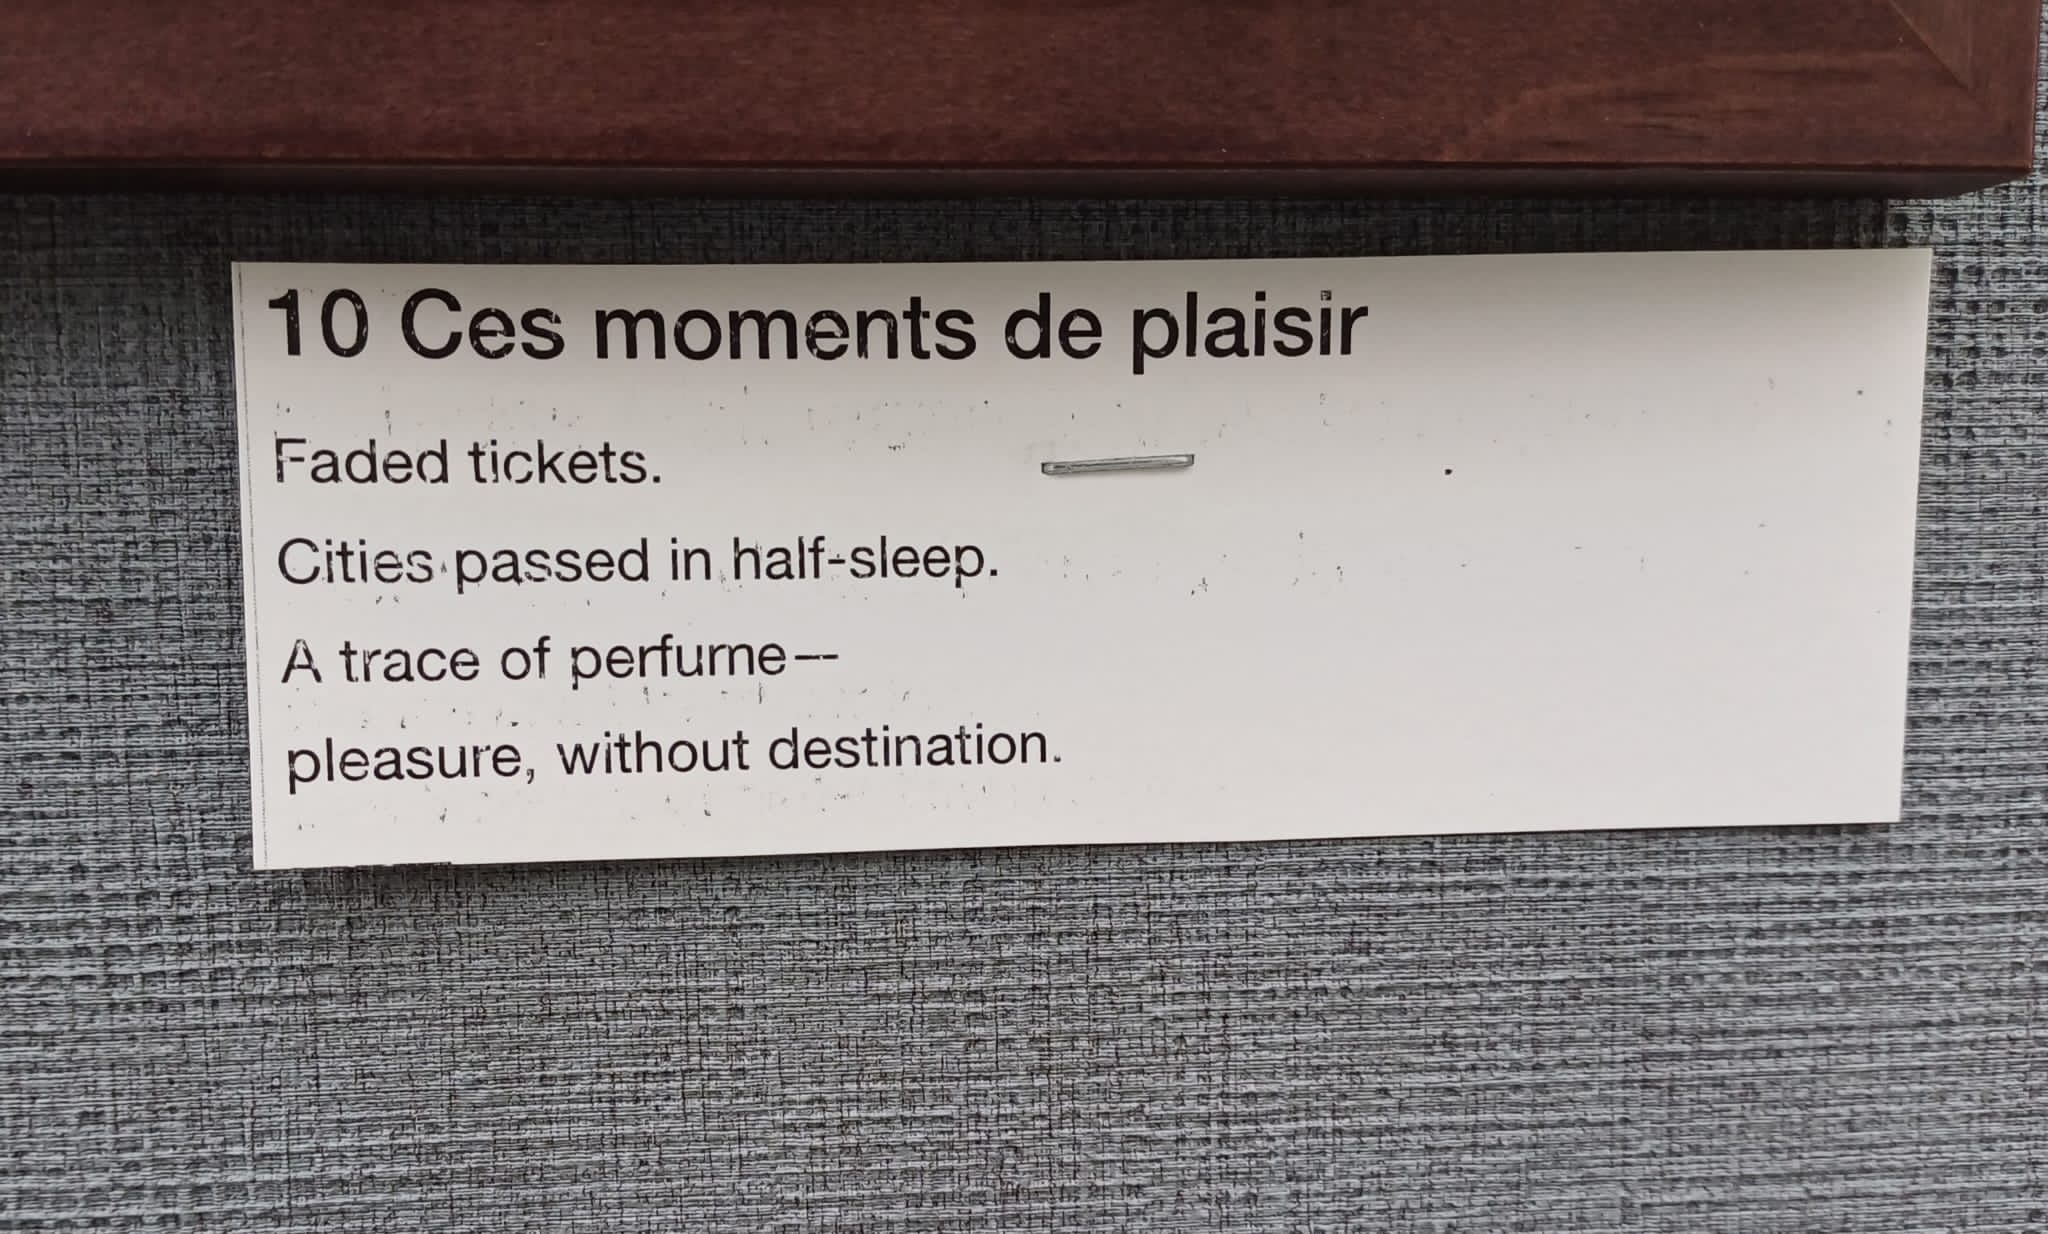 10 Ces moments de plaisir
Faded tickets.
Cities passed in half-sleep.
A trace of perfume—
pleasure, without destination.